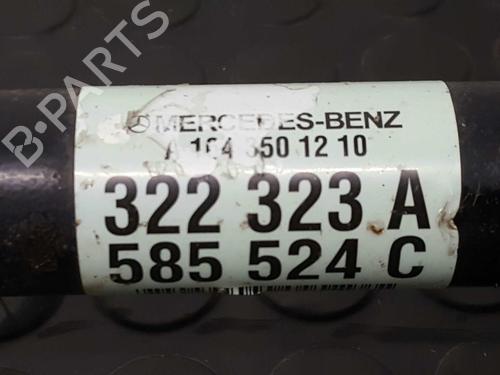 B-PARTS
MERCEDES-BENZ
A 164 350 12 10
322 323 A
585 524 C